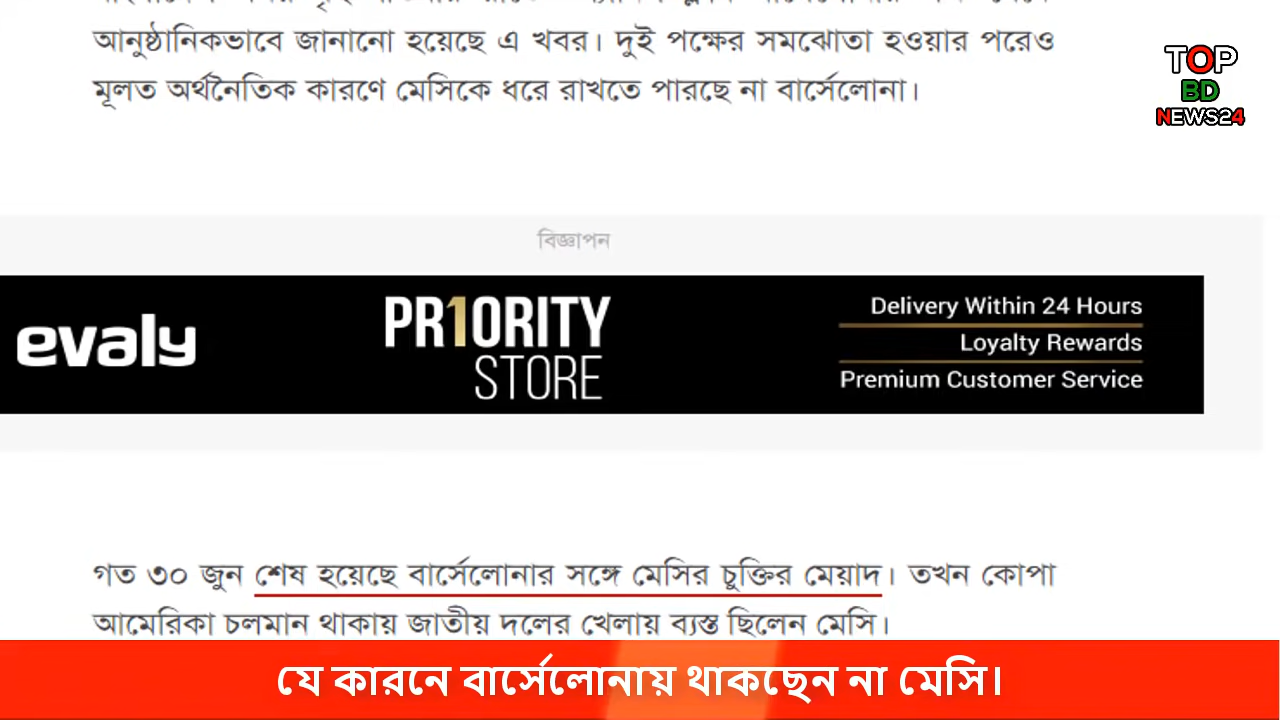 আনুষ্ঠানিকভাবে জানানো হয়েছে এ খবর। দুই পক্ষের সমঝোতা হওয়ার পরেও
মূলত অর্থনৈতিক কারণে মেসিকে ধরে রাখতে পারছে না বার্সেলোনা।
TOP
BD
NEWS24
বিজ্ঞাপন
evaly
PR1ORITY
STORE
Delivery Within 24 Hours
Loyalty Rewards
Premium Customer Service
গত ৩০ জুন শেষ হয়েছে বার্সেলোনার সঙ্গে মেসির চুক্তির মেয়াদ। তখন কোপা
আমেরিকা চলমান থাকায় জাতীয় দলের খেলায় ব্যস্ত ছিলেন মেসি।
যে কারনে বার্সেলোনায় থাকছেন না মেসি।